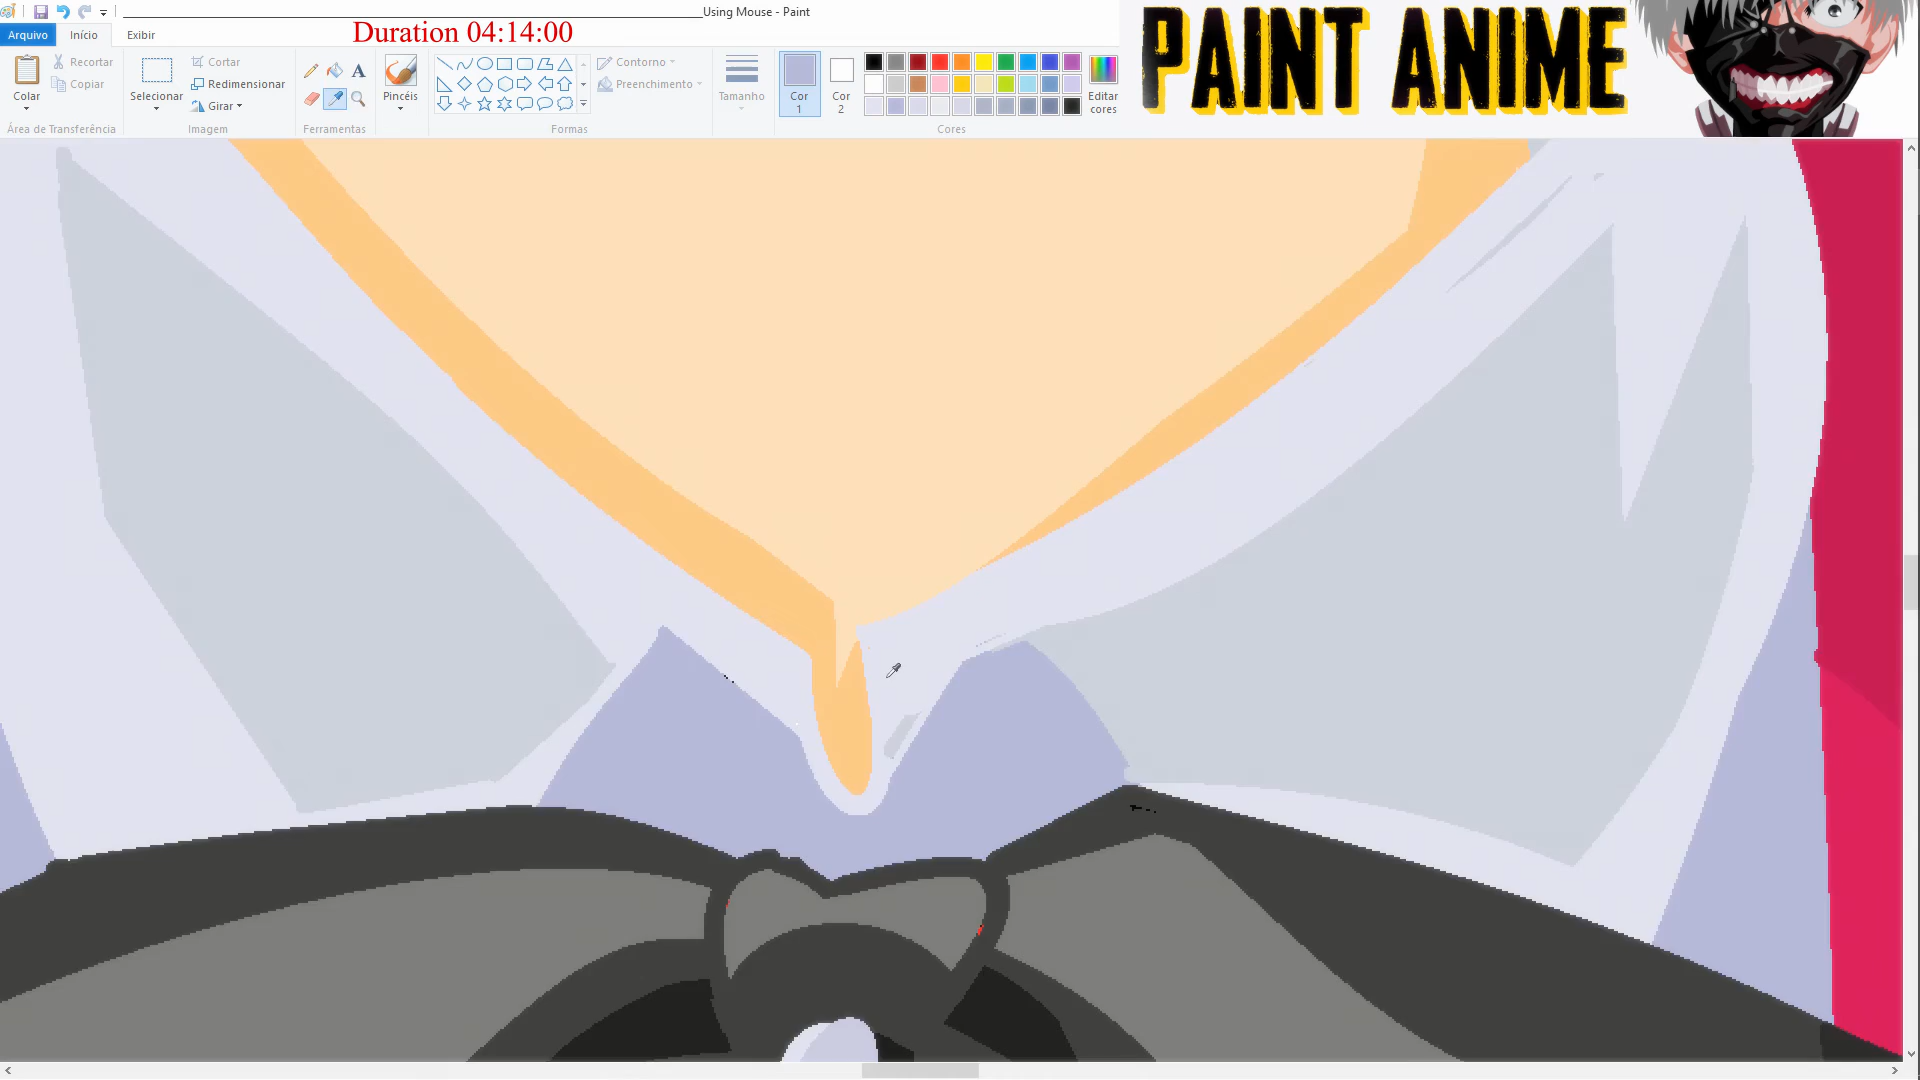 Using Mouse - Paint
Duration 04:14:00
PAINT ANIME
Arquivo
Início
Exibir
Colar
Recortar
Copiar
Área de Transferência
Selecionar
Cortar
Redimensionar
Girar
Imagem
A
Ferramentas
Pincéis
Formas
Contorno
Preenchimento
Tamanho
Cor
1
Cor
2
Cores
Editar
cores